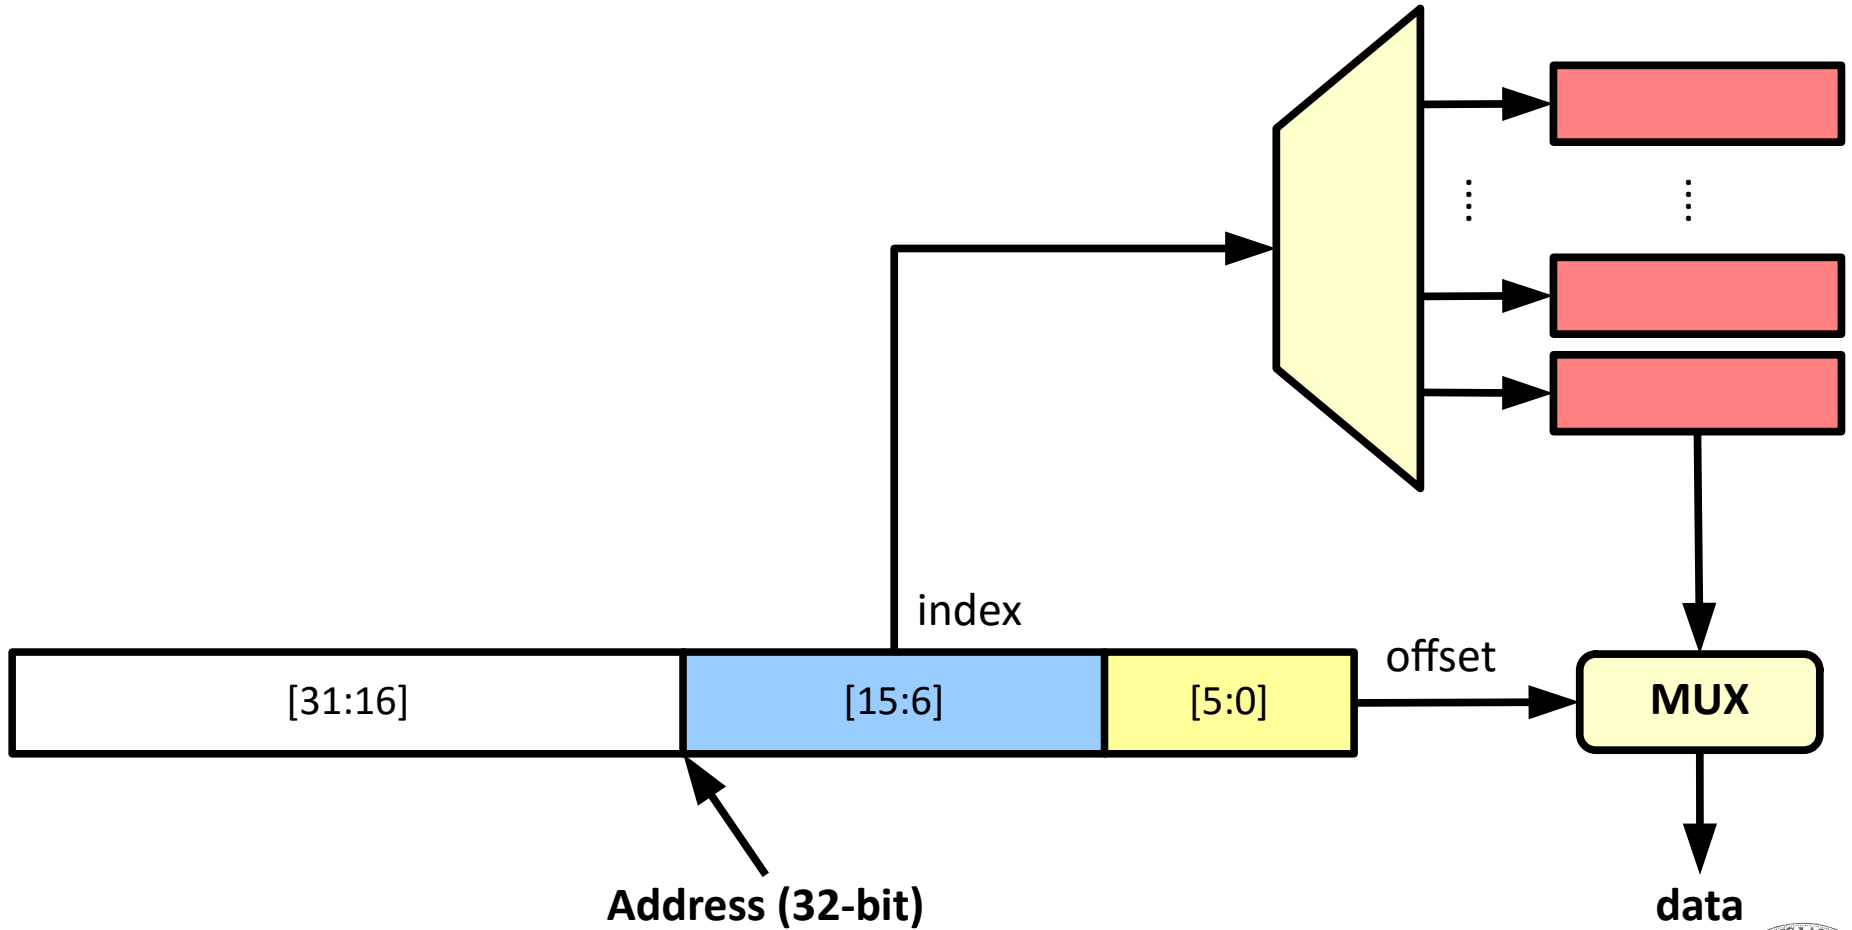 index
offset
[31:16]
[15:6]
[5:0]
MUX
Address (32-bit)
data